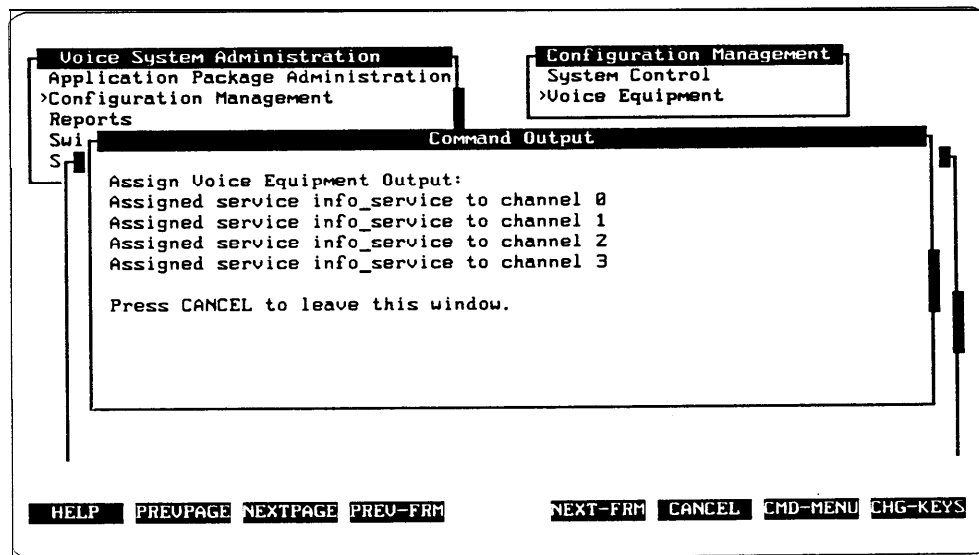 Voice System Administration
Application Package Administration
>Configuration Management
Reports
Swi
S
Configuration Management
System Control
>Voice Equipment
Command Output
Assign Voice Equipment Output:
Assigned service info_service to channel 0
Assigned service info_service to channel 1
Assigned service info_service to channel 2
Assigned service info_service to channel 3
Press CANCEL to leave this window.
HELP PREVPAGE NEXTPAGE PREV-FRM NEXT-FRM CANCEL CMD-MENU CHG-KEYS